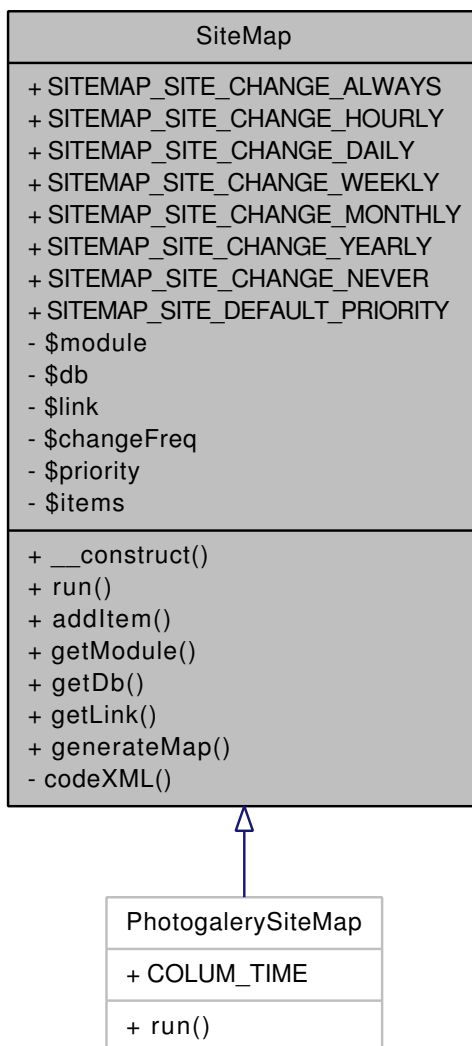 SiteMap
+ SITEMAP_SITE_CHANGE_ALWAYS
+ SITEMAP_SITE_CHANGE_HOURLY
+ SITEMAP_SITE_CHANGE_DAILY
+ SITEMAP_SITE_CHANGE_WEEKLY
+ SITEMAP_SITE_CHANGE_MONTHLY
+ SITEMAP_SITE_CHANGE_YEARLY
+ SITEMAP_SITE_CHANGE_NEVER
+ SITEMAP_SITE_DEFAULT_PRIORITY
- $module
- $db
- $link
- $changeFreq
- $priority
- $items
+ __construct()
+ run()
+ addItem()
+ getModule()
+ getDb()
+ getLink()
+ generateMap()
- codeXML()
PhotogalerySiteMap
+ COLUM_TIME
+ run()